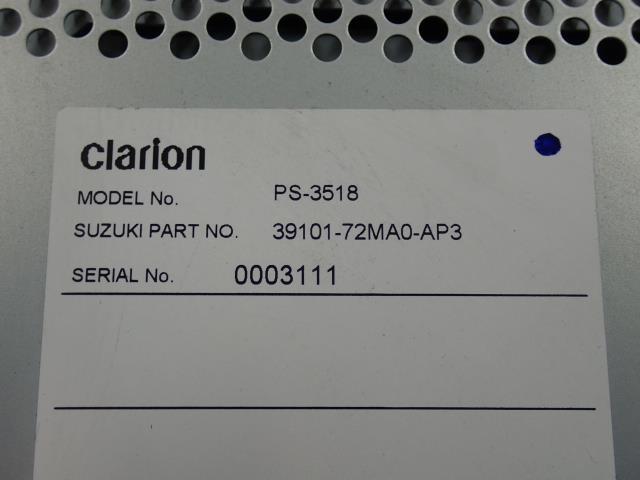 clarion
MODEL No. PS-3518
SUZUKI PART NO. 39101-72MA0-AP3
SERIAL No. 0003111